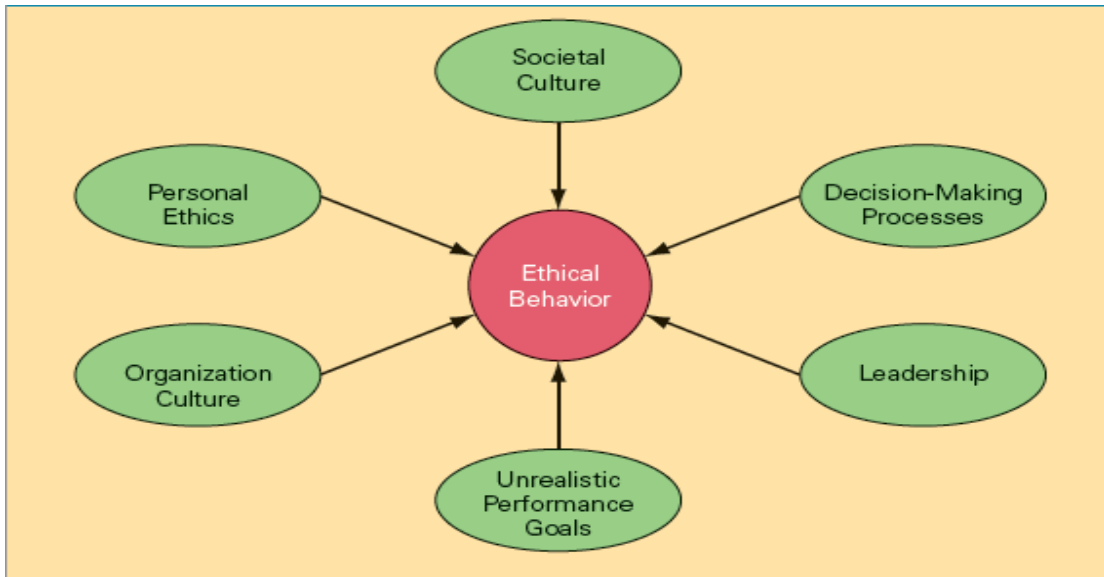 Societal
Culture
Personal
Ethics
Decision-Making
Processes
Ethical
Behavior
Organization
Culture
Leadership
Unrealistic
Performance
Goals